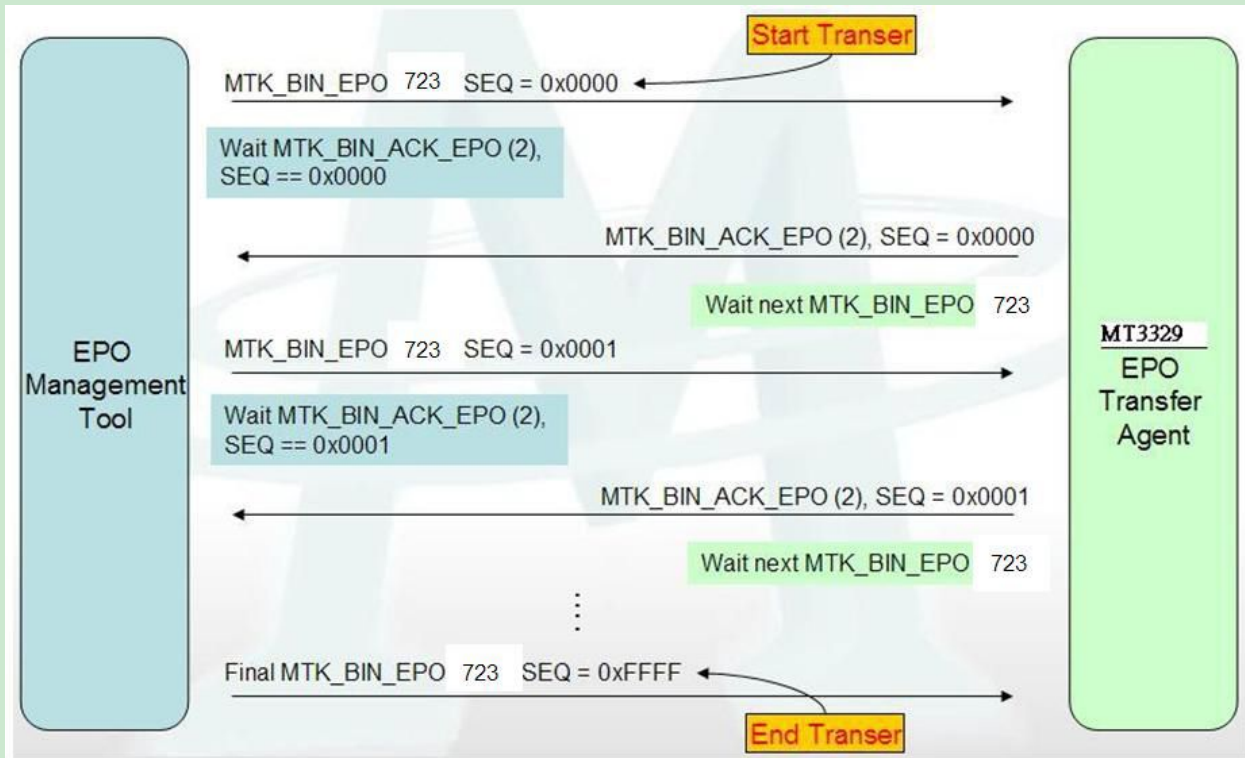 Start Transer
MTK_BIN_EPO 723 SEQ = 0x0000
Wait MTK_BIN_ACK_EPO (2),
SEQ == 0x0000
MTK_BIN_ACK_EPO (2), SEQ = 0x0000
Wait next MTK_BIN_EPO 723
MTK_BIN_EPO 723 SEQ = 0x0001
EPO
Management
Tool
MT3329
EPO
Transfer
Agent
Wait MTK_BIN_ACK_EPO (2),
SEQ == 0x0001
MTK_BIN_ACK_EPO (2), SEQ = 0x0001
Wait next MTK_BIN_EPO 723
Final MTK_BIN_EPO 723 SEQ = 0xFFFF
End Transer